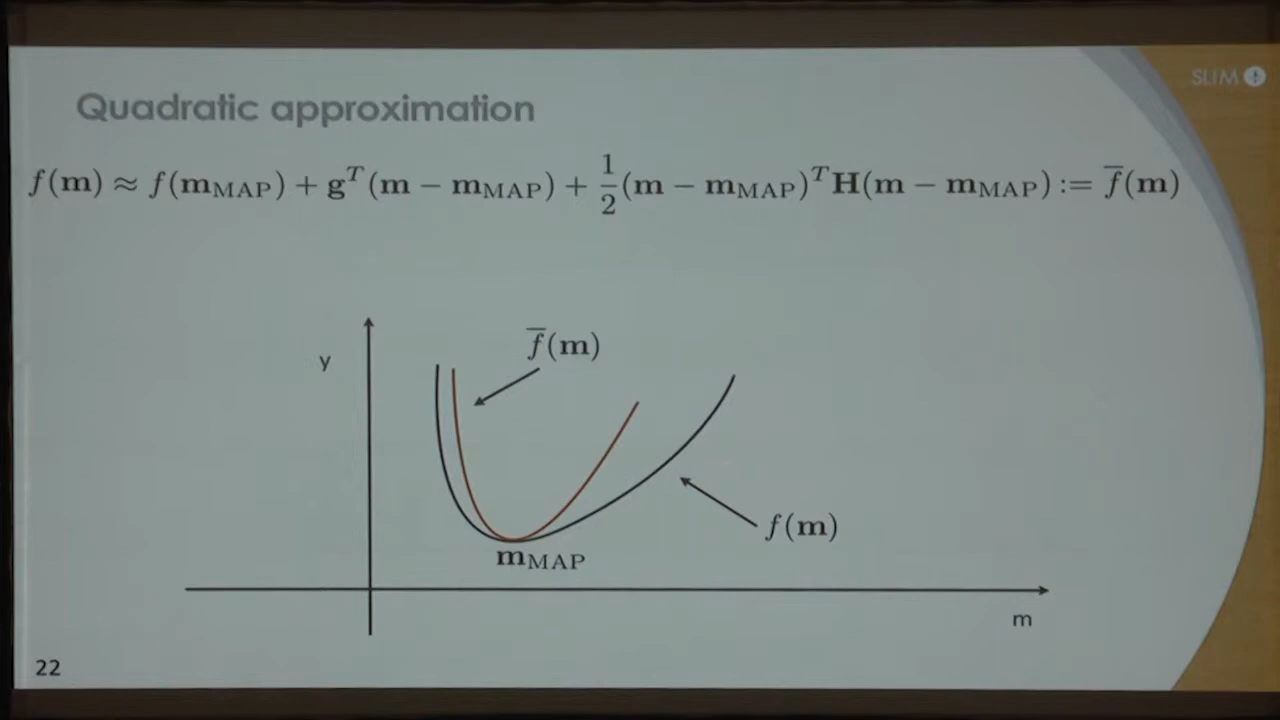 SLIM
Quadratic approximation
f(m) ≈ f(m_MAP) + g^T(m − m_MAP) + 1/2 (m − m_MAP)^T H(m − m_MAP) := f̅(m)
f̅(m)
y
f(m)
m_MAP
m
22